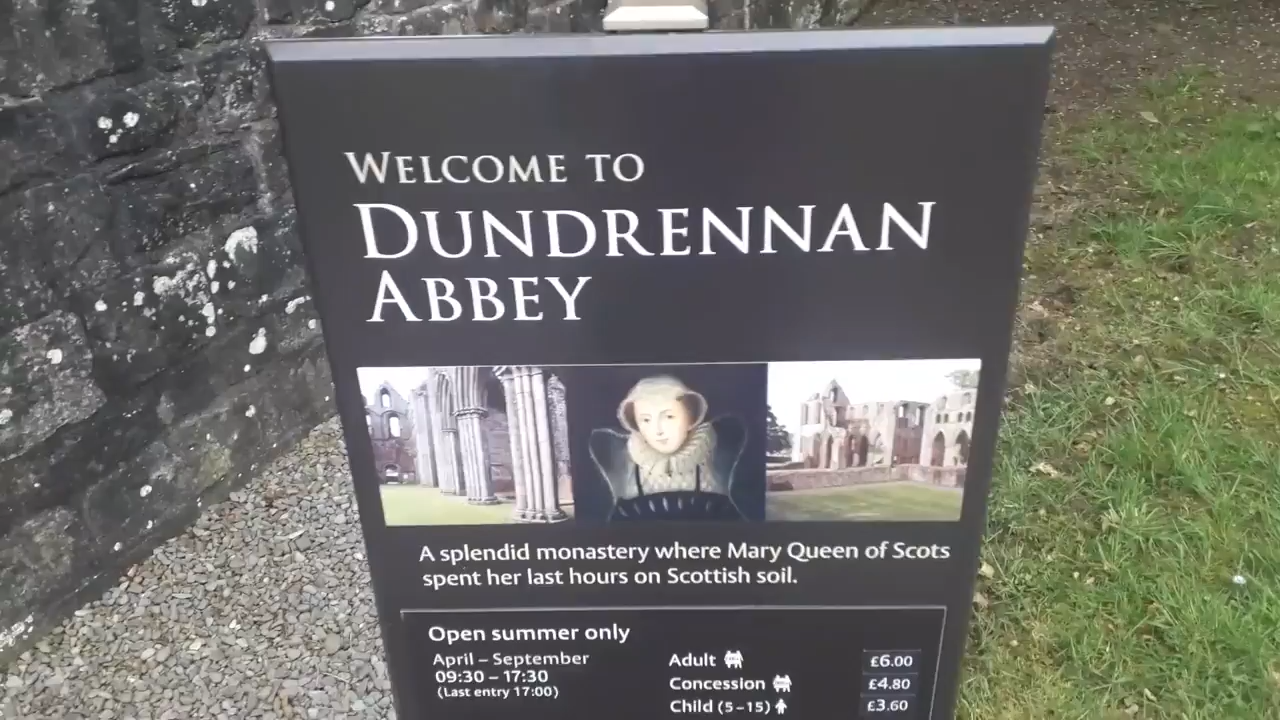 WELCOME TO
DUNDRENNAN
ABBEY
A splendid monastery where Mary Queen of Scots
spent her last hours on Scottish soil.
Open summer only
April – September
09:30 – 17:30
(Last entry 17:00)
Adult £6.00
Concession £4.80
Child (5–15) £3.60